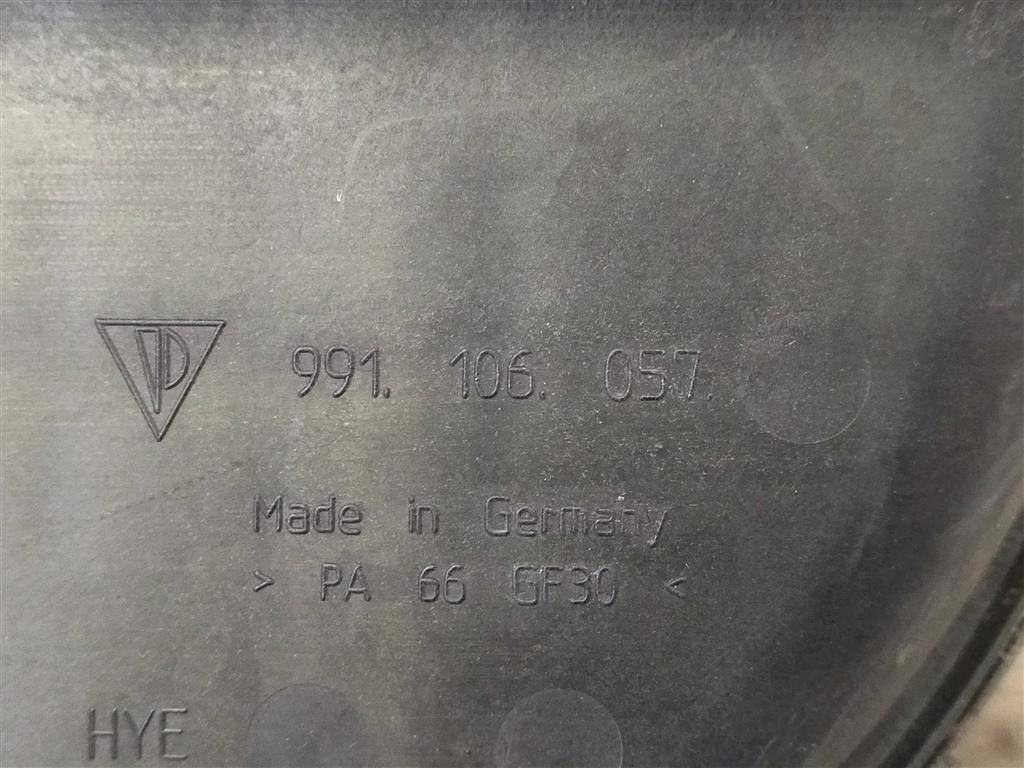 991. 106. 057.
Made in Germany
> PA 66 GF30 <
HYE